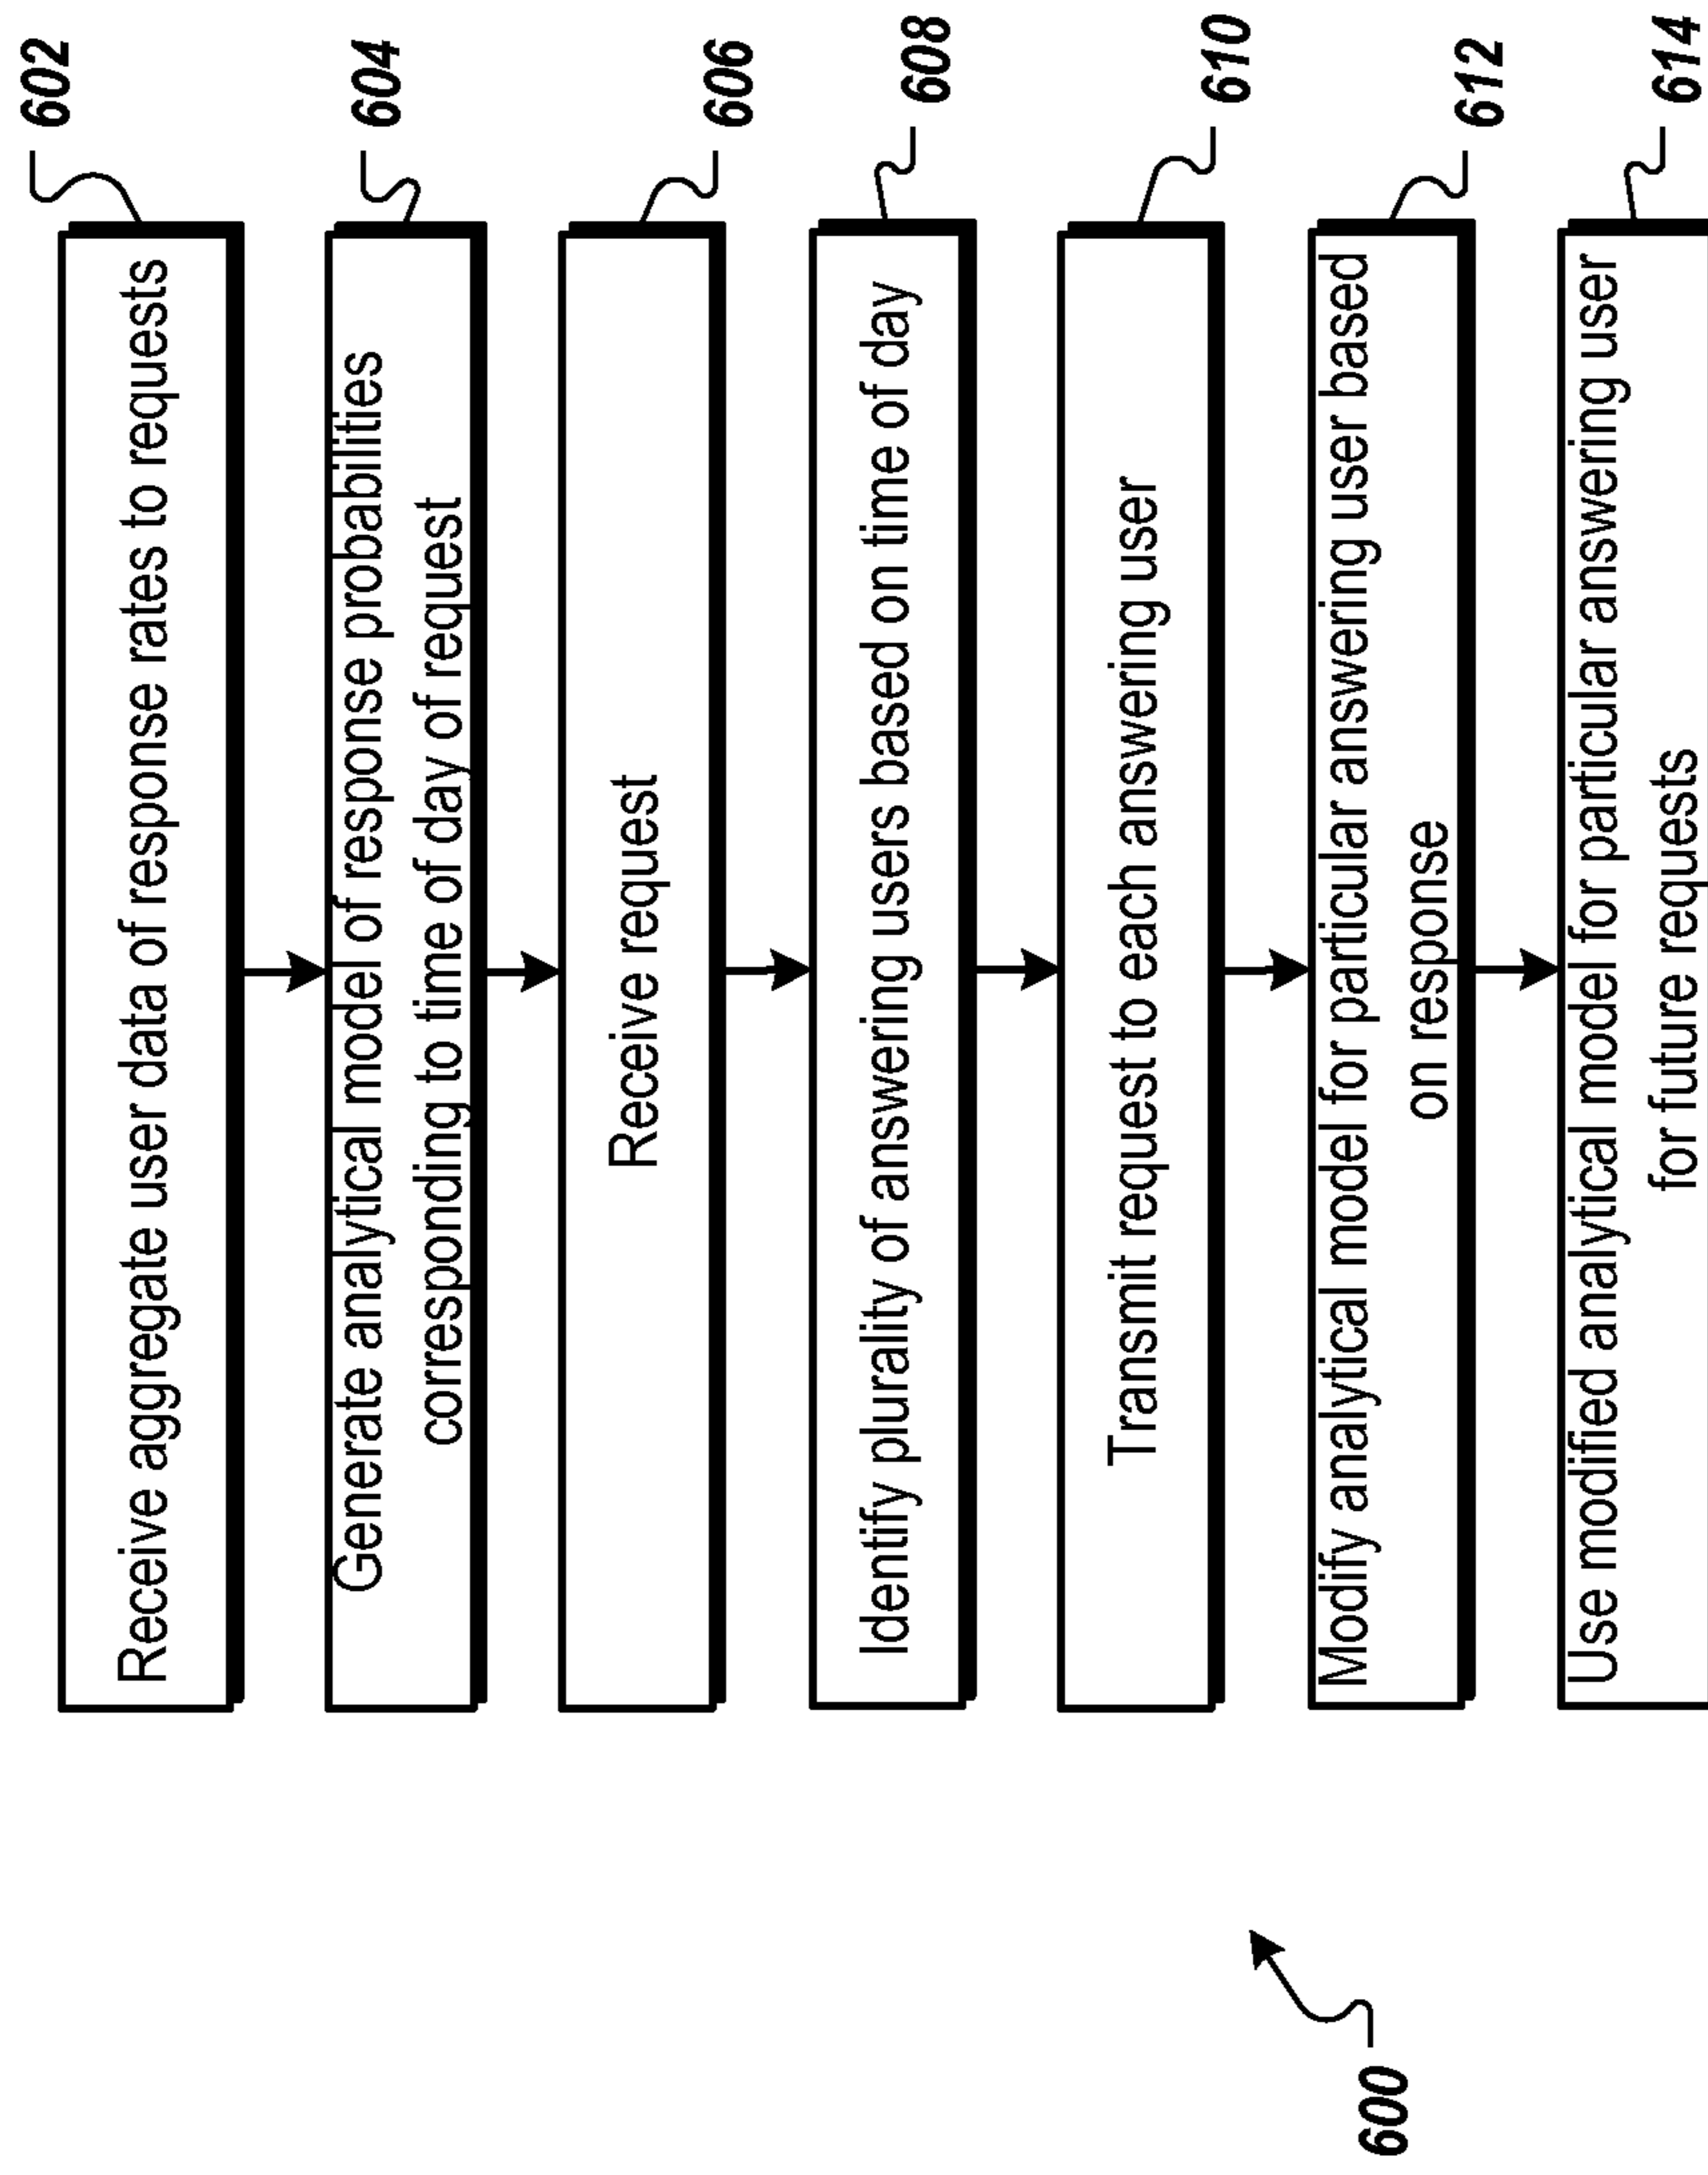 602
Receive aggregate user data of response rates to requests
604
Generate analytical model of response probabilities
corresponding to time of day of request
606
Receive request
608
Identify plurality of answering users based on time of day
610
Transmit request to each answering user
612
Modify analytical model for particular answering user based
on response
614
Use modified analytical model for particular answering user
for future requests
600